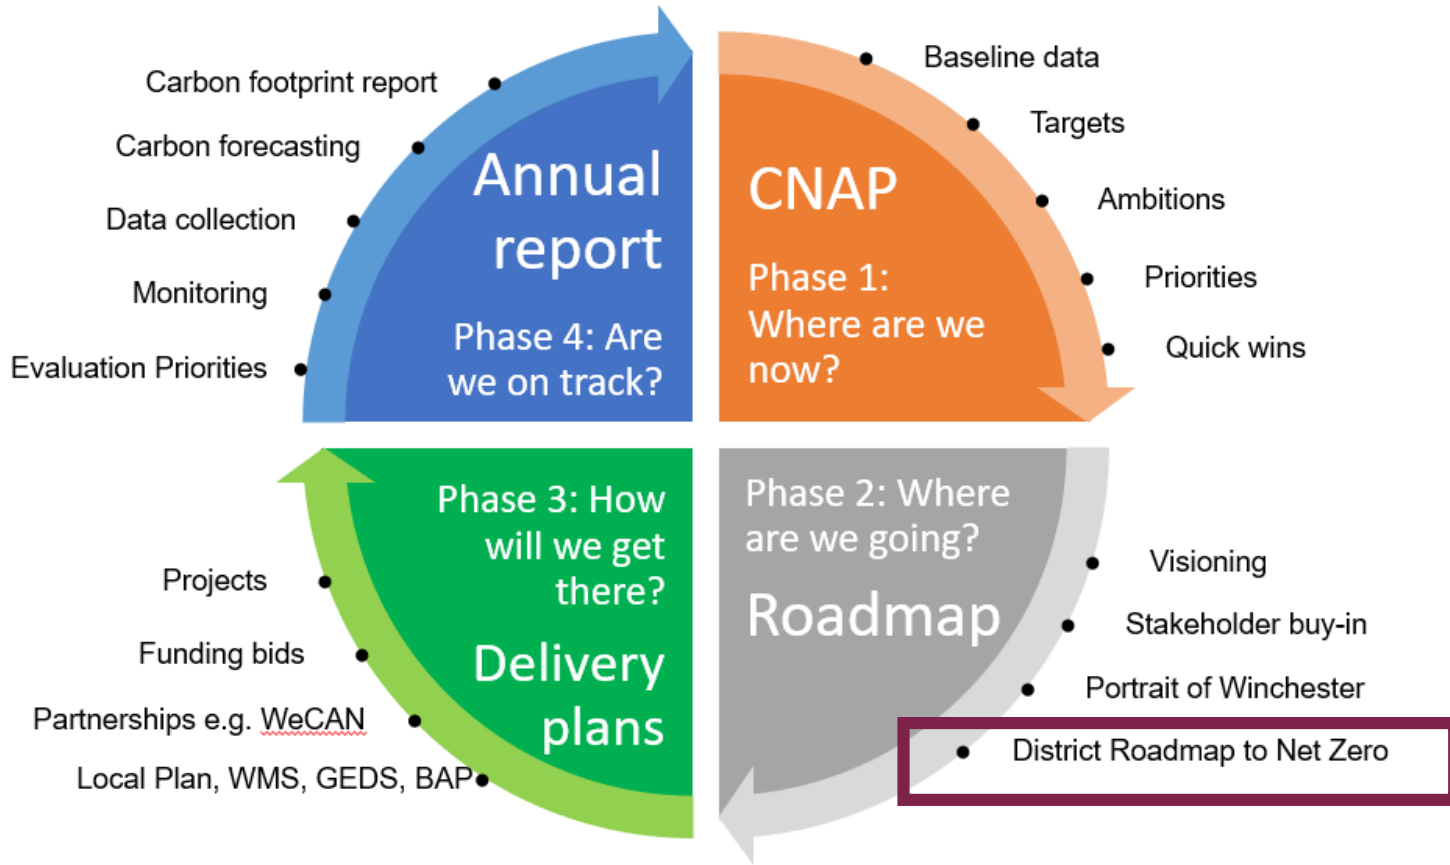 Carbon footprint report
Carbon forecasting
Data collection
Monitoring
Evaluation Priorities
Annual
report
Phase 4: Are
we on track?
CNAP
Phase 1:
Where are we
now?
Baseline data
Targets
Ambitions
Priorities
Quick wins
Phase 2: Where
are we going?
Roadmap
Visioning
Stakeholder buy-in
Portrait of Winchester
District Roadmap to Net Zero
Phase 3: How
will we get
there?
Delivery
plans
Projects
Funding bids
Partnerships e.g. WeCAN
Local Plan, WMS, GEDS, BAP